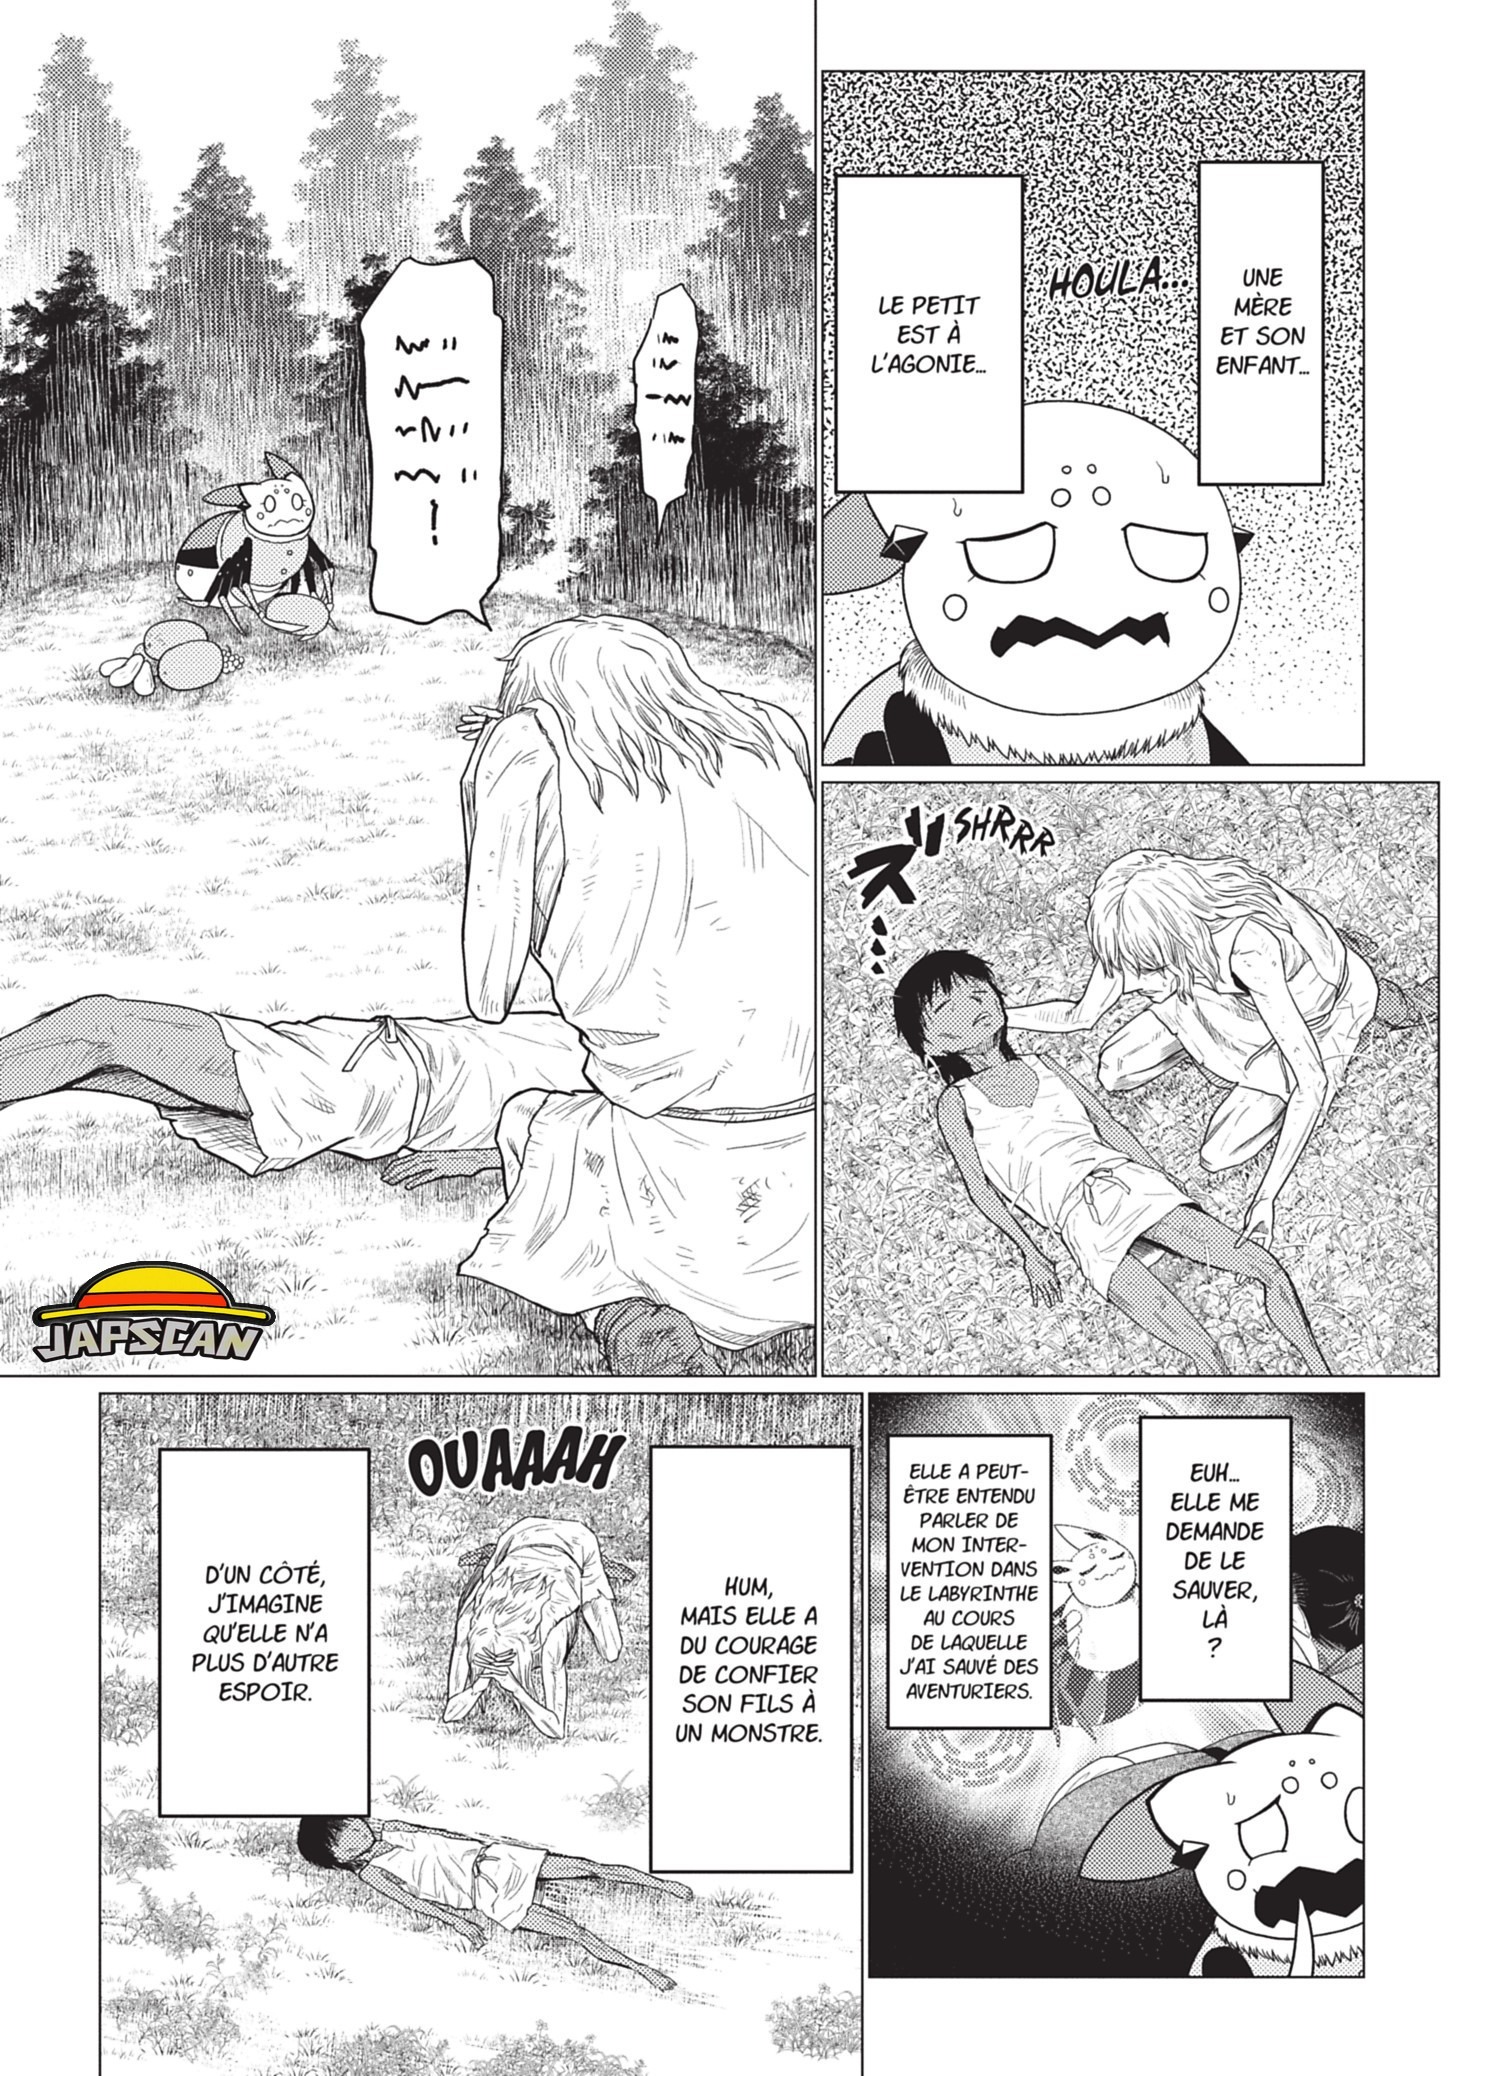 UNE
MÈRE
ET SON
ENFANT...
HOULA...
LE PETIT
EST À
L'AGONIE...
SHRRR
ズ...
EUH...
ELLE ME
DEMANDE
DE LE
SAUVER,
LÀ
?
ELLE A PEUT-
ÊTRE ENTENDU
PARLER DE
MON INTER-
VENTION DANS
LE LABYRINTHE
AU COURS
DE LAQUELLE
J'AI SAUVÉ DES
AVENTURIERS.
HUM,
MAIS ELLE A
DU COURAGE
DE CONFIER
SON FILS À
UN MONSTRE.
OUAAAH
D'UN CÔTÉ,
J'IMAGINE
QU'ELLE N'A
PLUS D'AUTRE
ESPOIR.
JAPSCAN